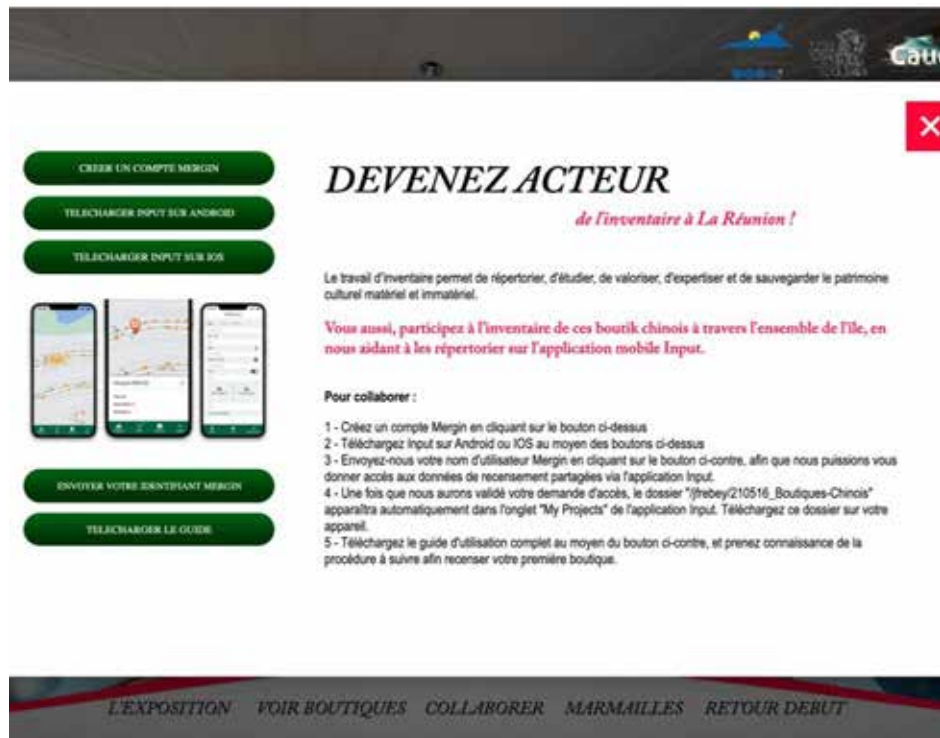 Cau
CREER UN COMPTE MERGIN
TELECHARGER INPUT SUR ANDROID
TELECHARGER INPUT SUR IOS
ENVOYER VOTRE IDENTIFIANT MERGIN
TELECHARGER LE GUIDE
DEVENEZ ACTEUR
de l'inventaire à La Réunion !
Le travail d'inventaire permet de répertorier, d'étudier, de valoriser, d'expertiser et de sauvegarder le patrimoine
culturel matériel et immatériel.
Vous aussi, participez à l'inventaire de ces boutik chinois à travers l'ensemble de l'île, en
nous aidant à les répertorier sur l'application mobile Input.
Pour collaborer :
1 - Créez un compte Mergin en cliquant sur le bouton ci-dessus
2 - Téléchargez Input sur Android ou IOS au moyen des boutons ci-dessus
3 - Envoyez-nous votre nom d'utilisateur Mergin en cliquant sur le bouton ci-contre, afin que nous puissions vous
donner accès aux données de recensement partagées via l'application Input.
4 - Une fois que nous aurons validé votre demande d'accès, le dossier "/jfrebey/210516_Boutiques-Chinois"
apparaîtra automatiquement dans l'onglet "My Projects" de l'application Input. Téléchargez ce dossier sur votre
appareil.
5 - Téléchargez le guide d'utilisation complet au moyen du bouton ci-contre, et prenez connaissance de la
procédure à suivre afin recenser votre première boutique.
L'EXPOSITION VOIR BOUTIQUES COLLABORER MARMAILLES RETOUR DEBUT